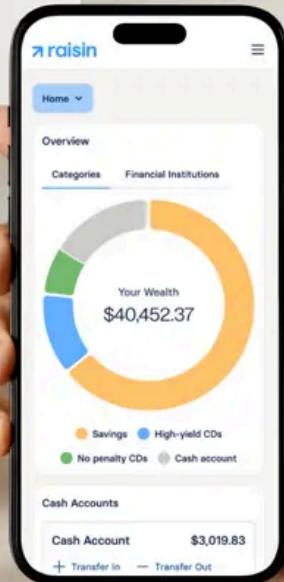 raisin
Home
Overview
Categories Financial Institutions
Your Wealth
$40,452.37
Savings High-yield CDs
No penalty CDs Cash account
Cash Accounts
Cash Account $3,019.83
+ Transfer In — Transfer Out